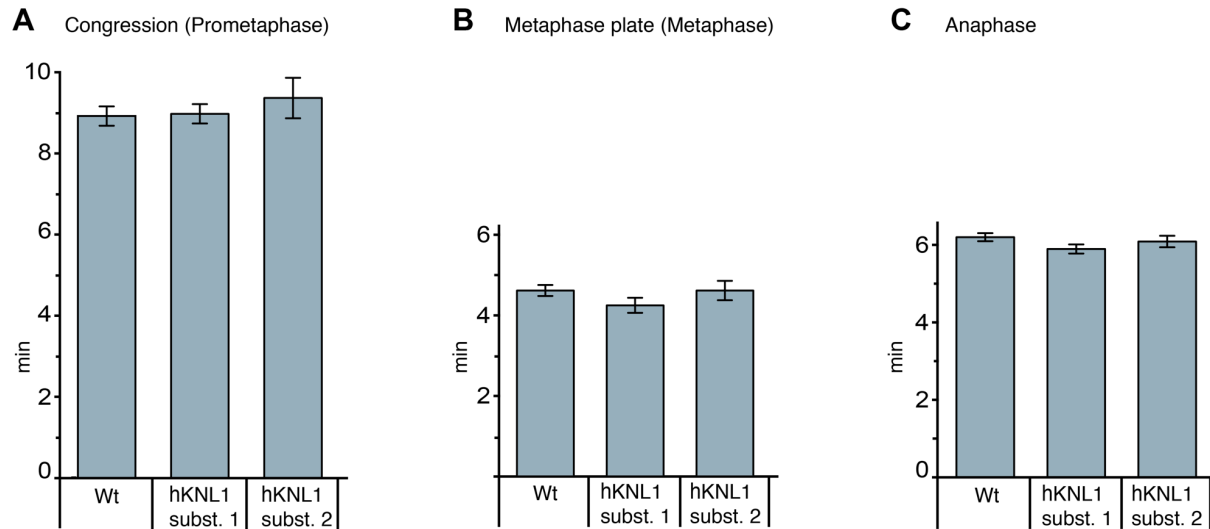 A Congression (Prometaphase)
10
8
6
4
2
0
min
Wt
hKNL1
subst. 1
hKNL1
subst. 2
B Metaphase plate (Metaphase)
6
4
2
min
Wt
hKNL1
subst. 1
hKNL1
subst. 2
C Anaphase
6
4
2
0
min
Wt
hKNL1
subst. 1
hKNL1
subst. 2